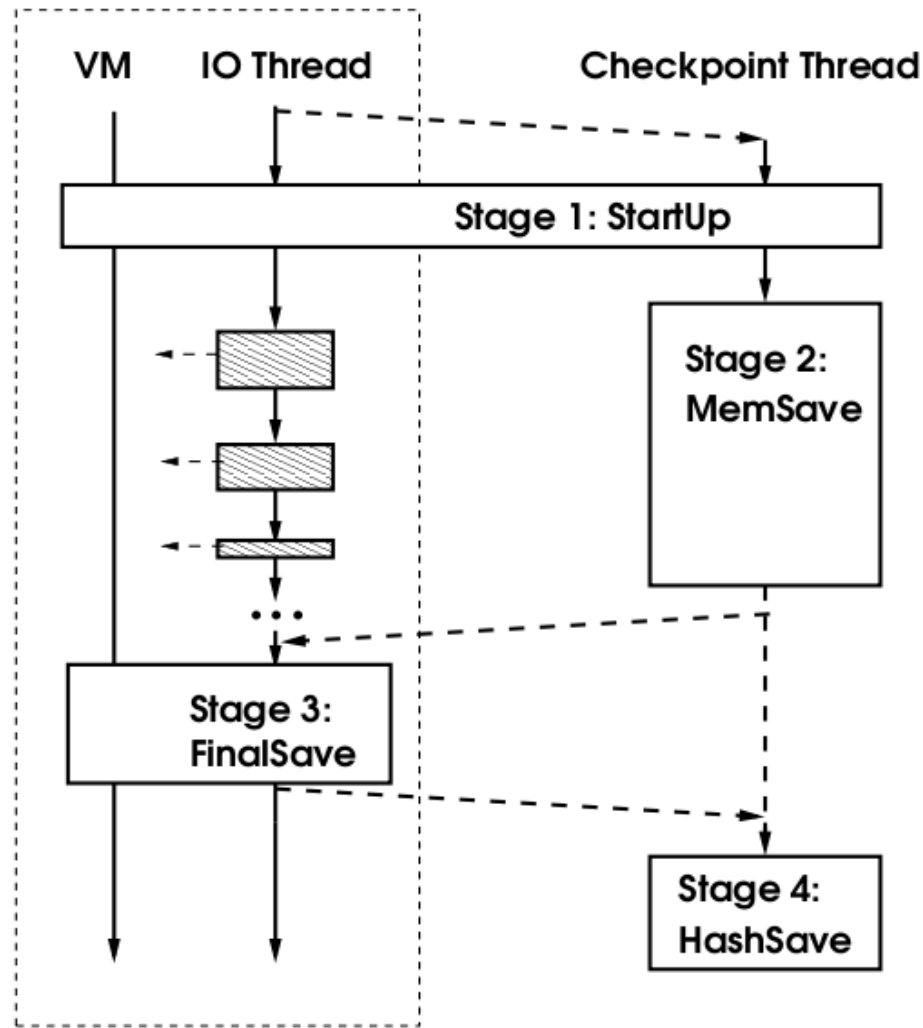 VM
IO Thread
Checkpoint Thread
Stage 1: StartUp
Stage 2:
MemSave
...
Stage 3:
FinalSave
Stage 4:
HashSave